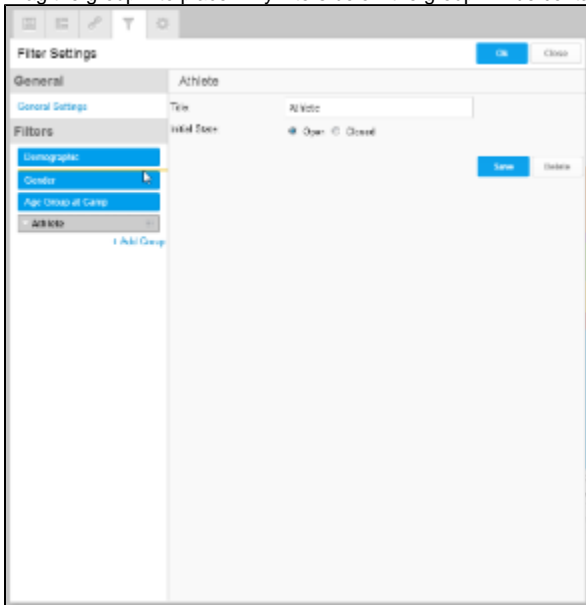 Filter Settings
Ok
Close
General
Athlete
General Settings
Title
Athlete
Initial State
Open
Closed
Filters
Demographic
Save
Delete
Gender
Age Group at Camp
Athlete
+ Add Group